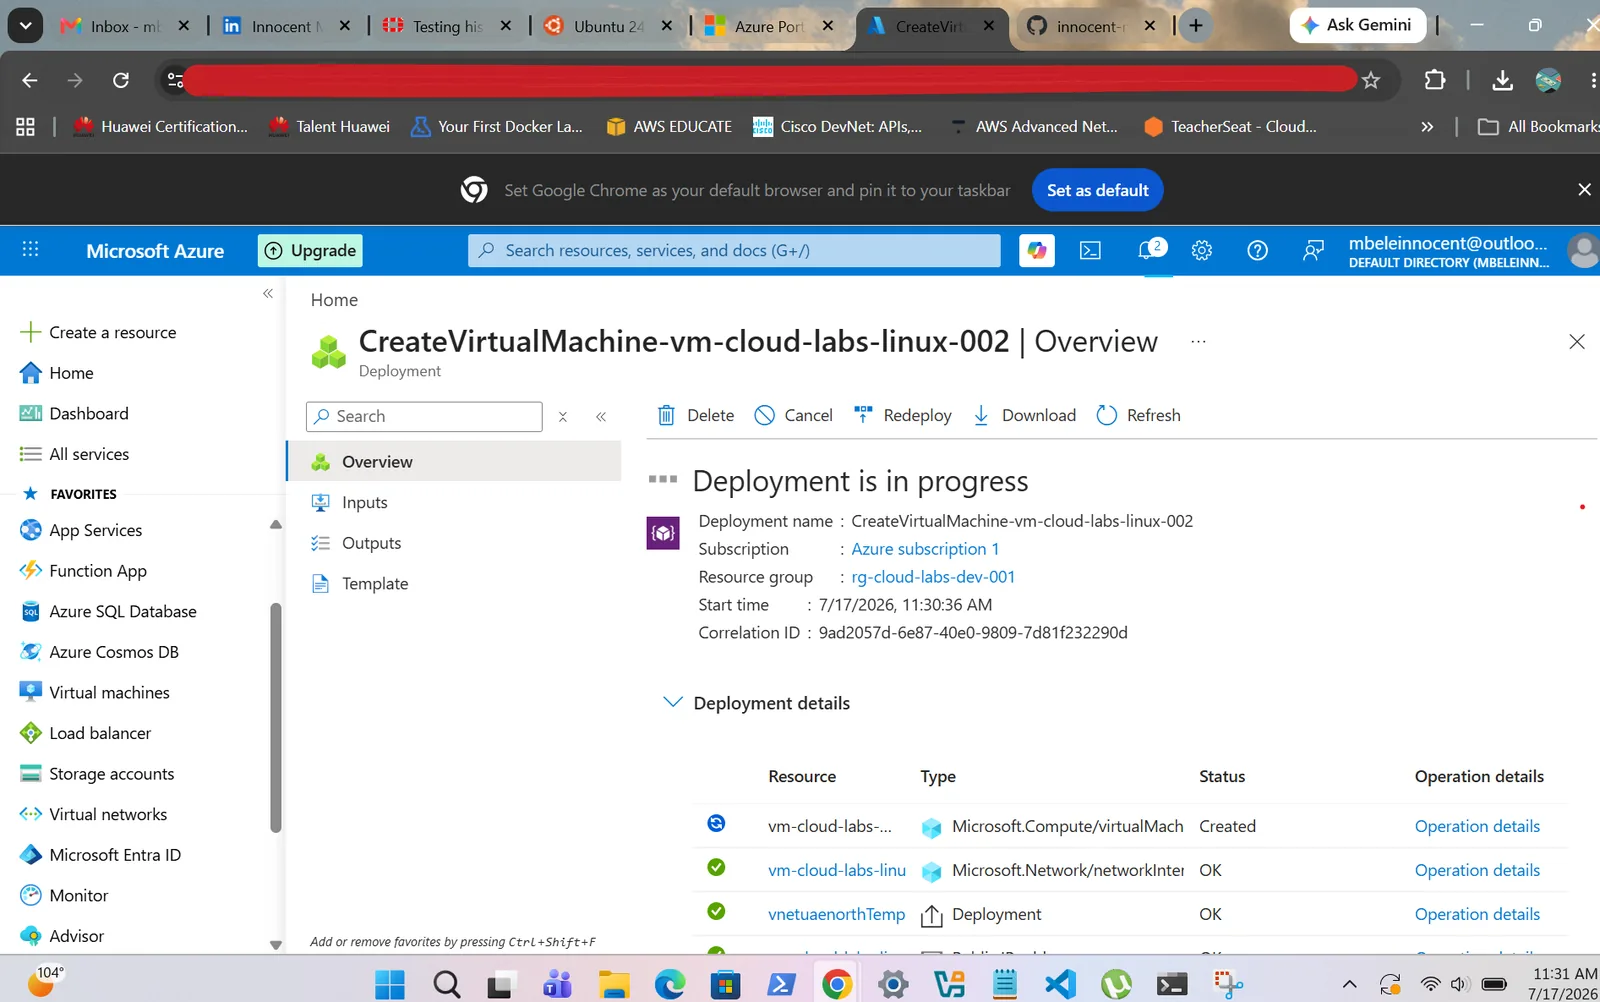 Inbox - mb
Innocent M
Testing his
Ubuntu 24
Azure Port
CreateVirt
innocent-r
Ask Gemini
Huawei Certification...
Talent Huawei
Your First Docker La...
AWS EDUCATE
Cisco DevNet: APIs,...
AWS Advanced Net...
TeacherSeat - Cloud...
All Bookmarks
Set Google Chrome as your default browser and pin it to your taskbar
Set as default
Microsoft Azure
Upgrade
Search resources, services, and docs (G+/)
2
mbeleinnocent@outloo...
DEFAULT DIRECTORY (MBELEINN...
Create a resource
Home
Dashboard
All services
FAVORITES
App Services
Function App
Azure SQL Database
Azure Cosmos DB
Virtual machines
Load balancer
Storage accounts
Virtual networks
Microsoft Entra ID
Monitor
Advisor
Home
CreateVirtualMachine-vm-cloud-labs-linux-002 | Overview
Deployment
Search
Overview
Inputs
Outputs
Template
Add or remove favorites by pressing Ctrl+Shift+F
Delete
Cancel
Redeploy
Download
Refresh
Deployment is in progress
Deployment name : CreateVirtualMachine-vm-cloud-labs-linux-002
Subscription : Azure subscription 1
Resource group : rg-cloud-labs-dev-001
Start time : 7/17/2026, 11:30:36 AM
Correlation ID : 9ad2057d-6e87-40e0-9809-7d81f232290d
Deployment details
Resource Type Status Operation details
vm-cloud-labs-... Microsoft.Compute/virtualMach Created Operation details
vm-cloud-labs-linu Microsoft.Network/networkInter OK Operation details
vnetuaenorthTemp Deployment OK Operation details
104°
11:31 AM
7/17/2026